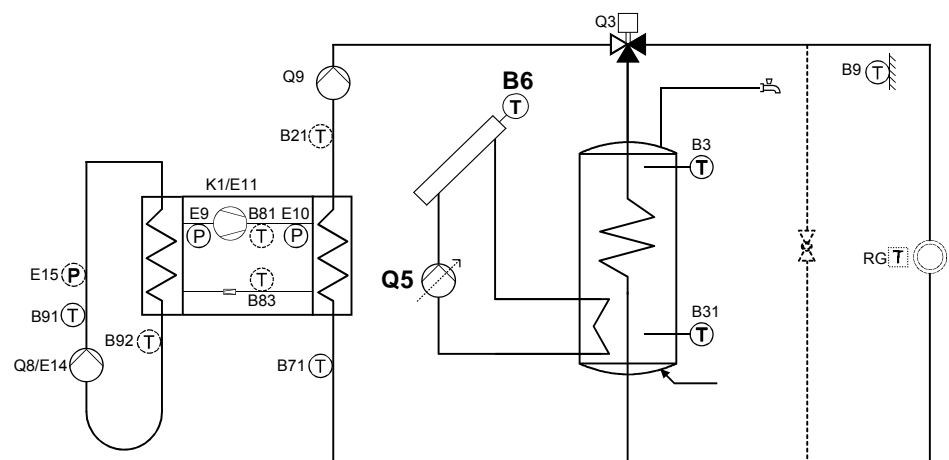 Q3
B6
T
Q9
B9 T
B21 T
B3
T
K1/E11
E9 B81 E10
P T P
RG T
E15 P
T
Q5
B83
B91 T
B92 T
B31
T
Q8/E14
B71 T